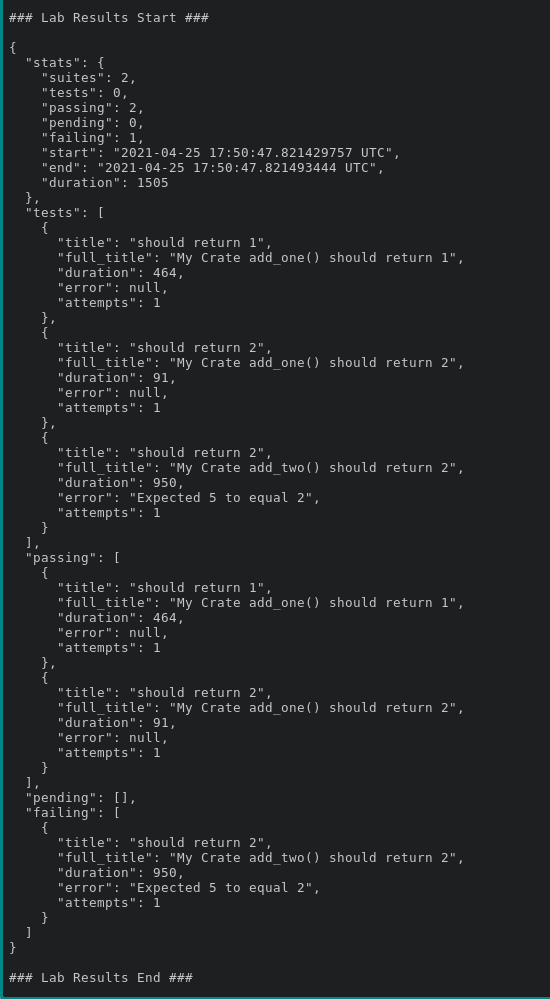 ### Lab Results Start ###

{
  "stats": {
    "suites": 2,
    "tests": 0,
    "passing": 2,
    "pending": 0,
    "failing": 1,
    "start": "2021-04-25 17:50:47.821429757 UTC",
    "end": "2021-04-25 17:50:47.821493444 UTC",
    "duration": 1505
  },
  "tests": [
    {
      "title": "should return 1",
      "full_title": "My Crate add_one() should return 1",
      "duration": 464,
      "error": null,
      "attempts": 1
    },
    {
      "title": "should return 2",
      "full_title": "My Crate add_one() should return 2",
      "duration": 91,
      "error": null,
      "attempts": 1
    },
    {
      "title": "should return 2",
      "full_title": "My Crate add_two() should return 2",
      "duration": 950,
      "error": "Expected 5 to equal 2",
      "attempts": 1
    }
  ],
  "passing": [
    {
      "title": "should return 1",
      "full_title": "My Crate add_one() should return 1",
      "duration": 464,
      "error": null,
      "attempts": 1
    },
    {
      "title": "should return 2",
      "full_title": "My Crate add_one() should return 2",
      "duration": 91,
      "error": null,
      "attempts": 1
    }
  ],
  "pending": [],
  "failing": [
    {
      "title": "should return 2",
      "full_title": "My Crate add_two() should return 2",
      "duration": 950,
      "error": "Expected 5 to equal 2",
      "attempts": 1
    }
  ]
}

### Lab Results End ###